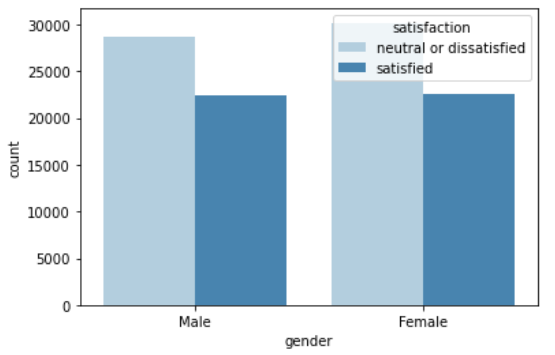 30000
25000
20000
15000
10000
5000
0
count
satisfaction
neutral or dissatisfied
satisfied
Male
Female
gender